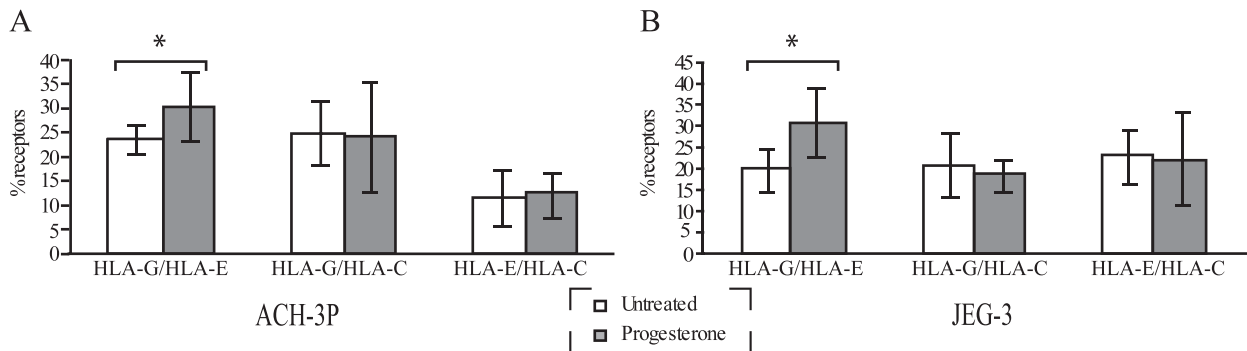 A
*
40
35
30
25
20
15
10
5
0
%receptors
HLA-G/HLA-E HLA-G/HLA-C HLA-E/HLA-C
ACH-3P
B
*
45
40
35
30
25
20
15
10
5
0
%receptors
HLA-G/HLA-E HLA-G/HLA-C HLA-E/HLA-C
JEG-3
Untreated
Progesterone